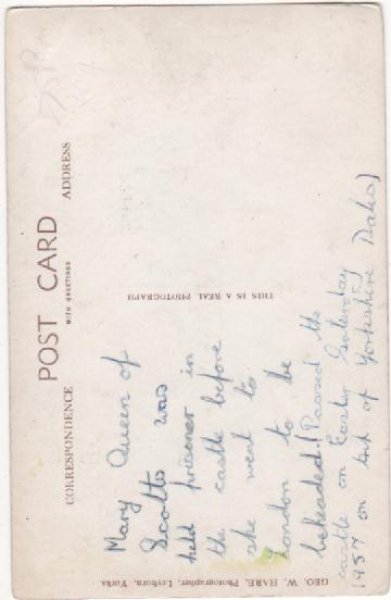 POST CARD
WITH GREETINGS
CORRESPONDENCE
ADDRESS
THIS IS A REAL PHOTOGRAPH
Mary Queen of
Scotts was
held prisoner in
the castle before
she went to
London to be
beheaded. (Passed the
castle on Easter Saturday
1957 on trip of Yorkshire Dales)
GEO. W. HARE, Photographer, Leyburn, Yorks.